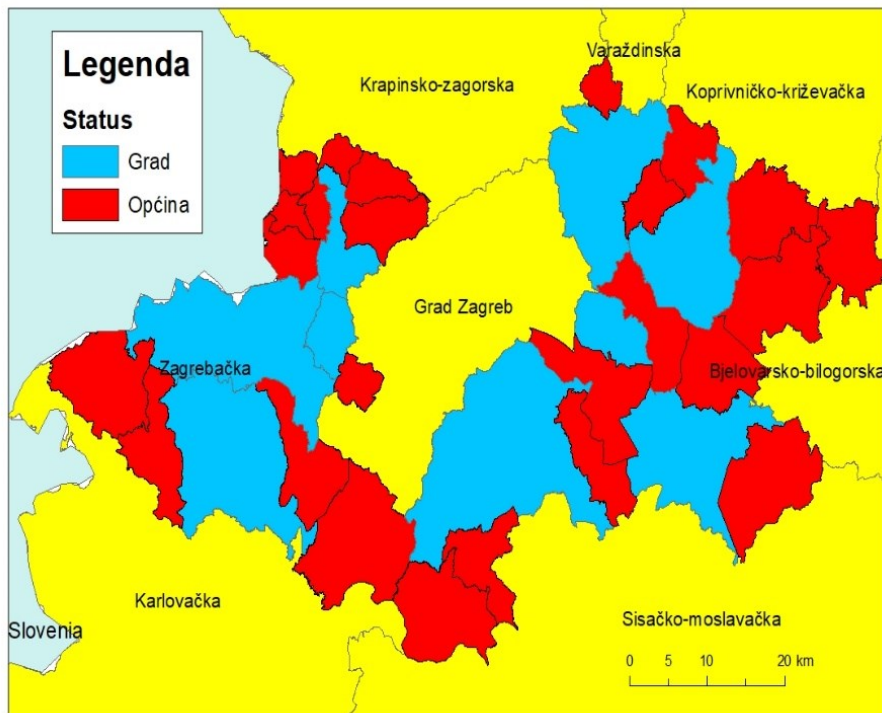 Legenda
Status
Grad
Općina
Varaždinska
Krapinsko-zagorska
Koprivničko-križevačka
Grad Zagreb
Zagrebačka
Bjelovarsko-bilogorska
Karlovačka
Slovenia
Sisačko-moslavačka
0 5 10 20 km